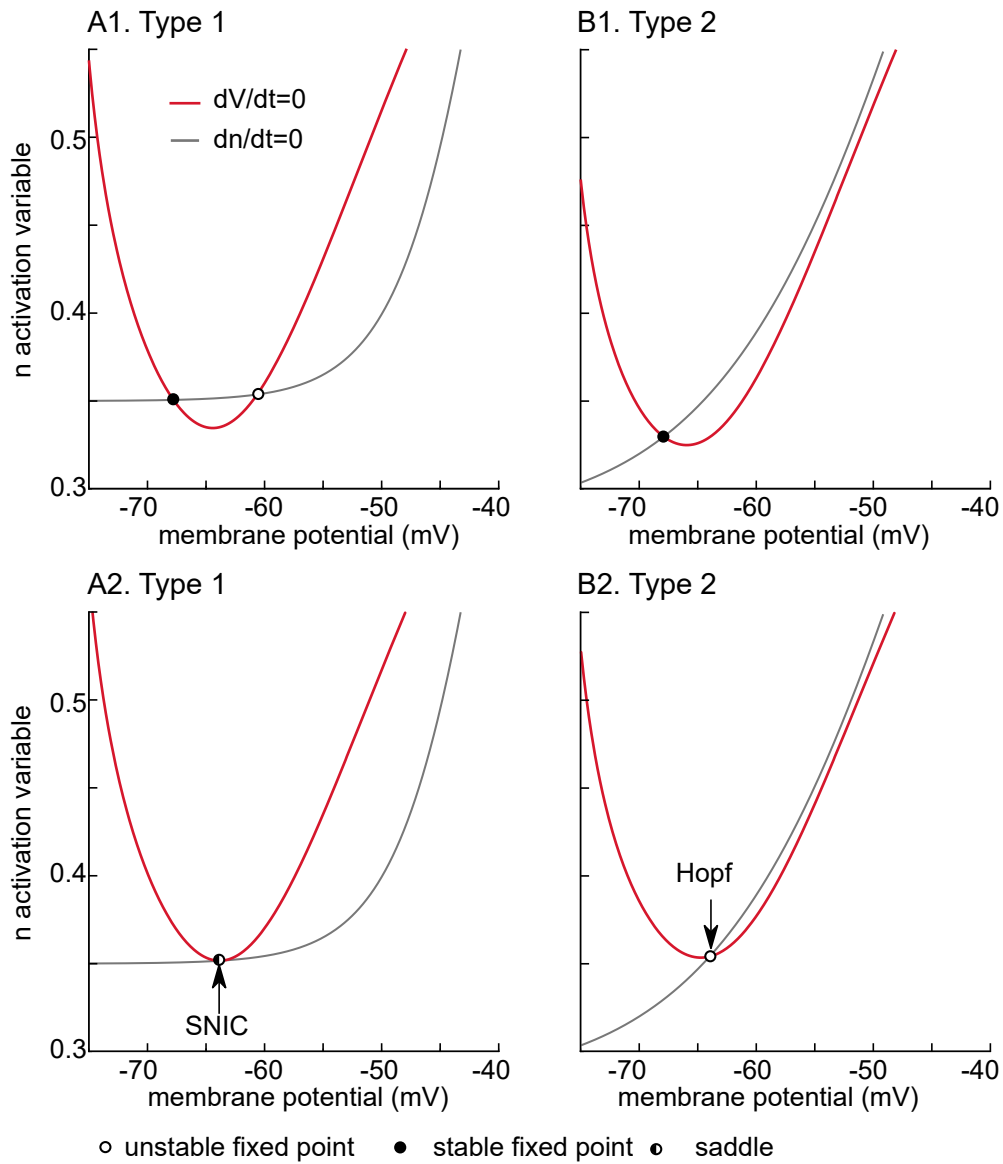 A1. Type 1
B1. Type 2
dV/dt=0
dn/dt=0
n activation variable
0.5
0.4
0.3
-70 -60 -50 -40
membrane potential (mV)
-70 -60 -50 -40
membrane potential (mV)
A2. Type 1
B2. Type 2
n activation variable
0.5
0.4
0.3
SNIC
Hopf
-70 -60 -50 -40
membrane potential (mV)
-70 -60 -50 -40
membrane potential (mV)
unstable fixed point stable fixed point saddle